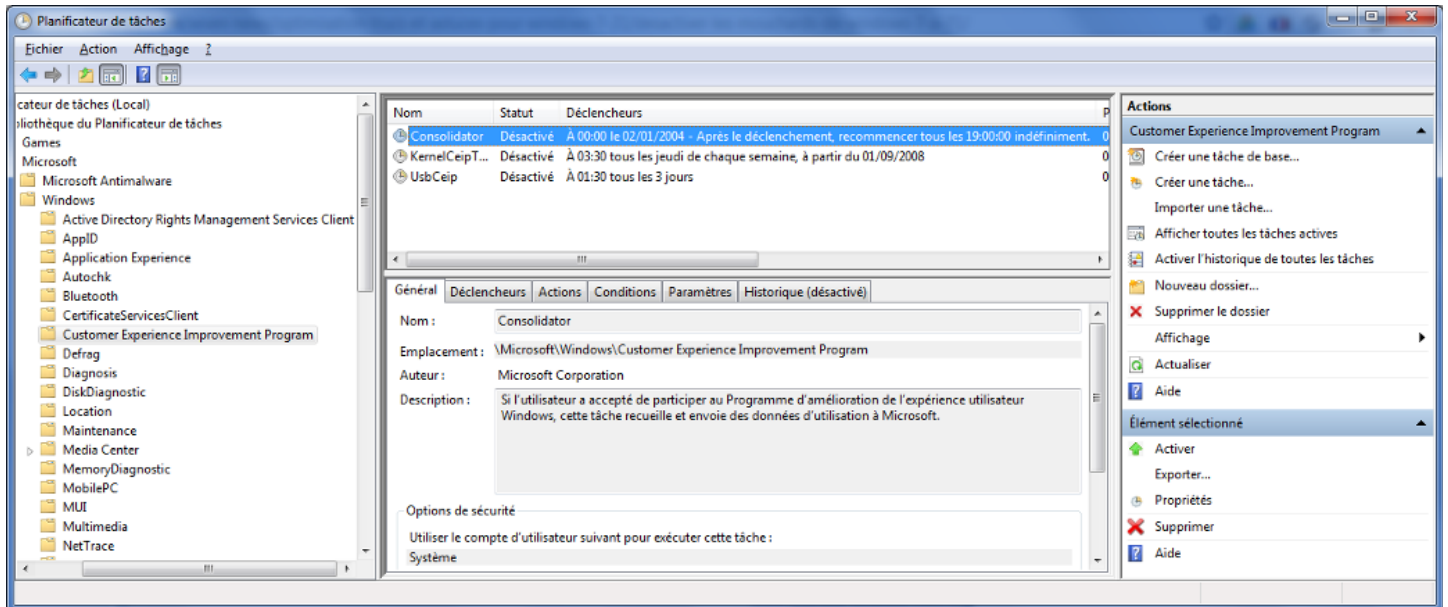 Planificateur de tâches
Fichier Action Affichage ?
cateur de tâches (Local)
bliothèque du Planificateur de tâches
Games
Microsoft
Microsoft Antimalware
Windows
Active Directory Rights Management Services Client
AppID
Application Experience
Autochk
Bluetooth
CertificateServicesClient
Customer Experience Improvement Program
Defrag
Diagnosis
DiskDiagnostic
Location
Maintenance
Media Center
MemoryDiagnostic
MobilePC
MUI
Multimedia
NetTrace
Nom Statut Déclencheurs P
Consolidator Désactivé À 00:00 le 02/01/2004 - Après le déclenchement, recommencer tous les 19:00:00 indéfiniment. 0
KernelCeipT... Désactivé À 03:30 tous les jeudi de chaque semaine, à partir du 01/09/2008 0
UsbCeip Désactivé À 01:30 tous les 3 jours 0
Général Déclencheurs Actions Conditions Paramètres Historique (désactivé)
Nom : Consolidator
Emplacement : \Microsoft\Windows\Customer Experience Improvement Program
Auteur : Microsoft Corporation
Description : Si l'utilisateur a accepté de participer au Programme d'amélioration de l'expérience utilisateur
Windows, cette tâche recueille et envoie des données d'utilisation à Microsoft.
Options de sécurité
Utiliser le compte d'utilisateur suivant pour exécuter cette tâche :
Système
Actions
Customer Experience Improvement Program
Créer une tâche de base...
Créer une tâche...
Importer une tâche...
Afficher toutes les tâches actives
Activer l'historique de toutes les tâches
Nouveau dossier...
Supprimer le dossier
Affichage
Actualiser
Aide
Élément sélectionné
Activer
Exporter...
Propriétés
Supprimer
Aide